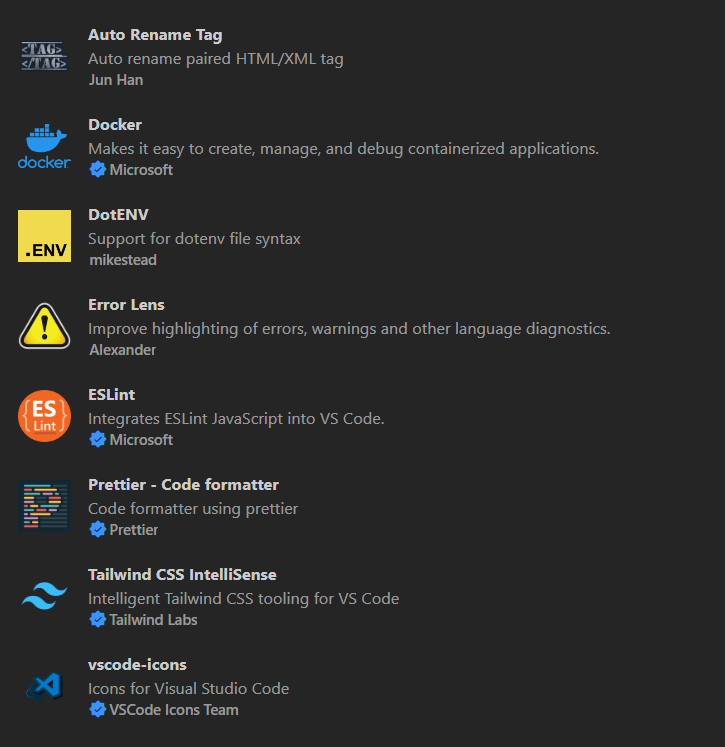 <TAG>
</TAG>
Auto Rename Tag
Auto rename paired HTML/XML tag
Jun Han
docker
Docker
Makes it easy to create, manage, and debug containerized applications.
Microsoft
.ENV
DotENV
Support for dotenv file syntax
mikestead
Error Lens
Improve highlighting of errors, warnings and other language diagnostics.
Alexander
{ES
Lint}
ESLint
Integrates ESLint JavaScript into VS Code.
Microsoft
Prettier - Code formatter
Code formatter using prettier
Prettier
Tailwind CSS IntelliSense
Intelligent Tailwind CSS tooling for VS Code
Tailwind Labs
vscode-icons
Icons for Visual Studio Code
VSCode Icons Team